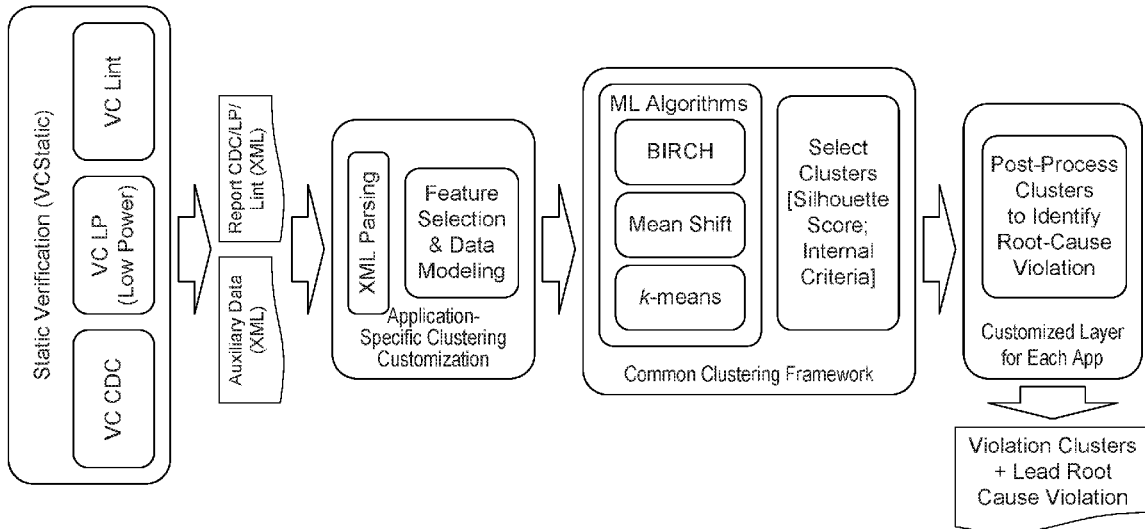 Static Verification (VCStatic)
VC Lint
VC LP
(Low Power)
VC CDC
Report CDC/LP/
Lint (XML)
Auxiliary Data
(XML)
XML Parsing
Feature
Selection
& Data
Modeling
Application-
Specific Clustering
Customization
ML Algorithms
BIRCH
Mean Shift
k-means
Select
Clusters
[Silhouette
Score;
Internal
Criteria]
Common Clustering Framework
Post-Process
Clusters
to Identify
Root-Cause
Violation
Customized Layer
for Each App
Violation Clusters
+ Lead Root
Cause Violation